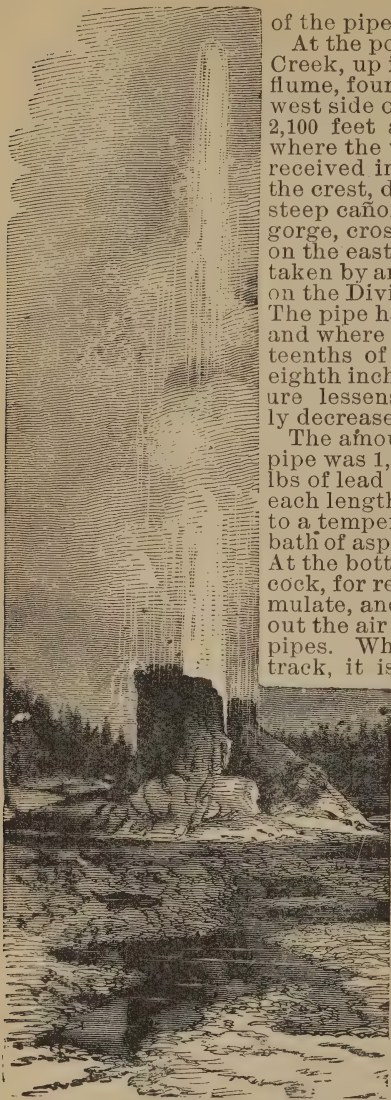 of the pipe
At the po
Creek, up i
flume, four
west side o
2,100 feet a
where the
received in
the crest, d
steep caño
gorge, cros
on the east
taken by an
on the Divi
The pipe h
and where
teenths of
eighth inch
ure lessens
ly decrease
The amou
pipe was 1,
lbs of lead
each length
to a temper
bath of asp
At the bott
cock, for re
mulate, and
out the air
pipes. Wh
track, it is